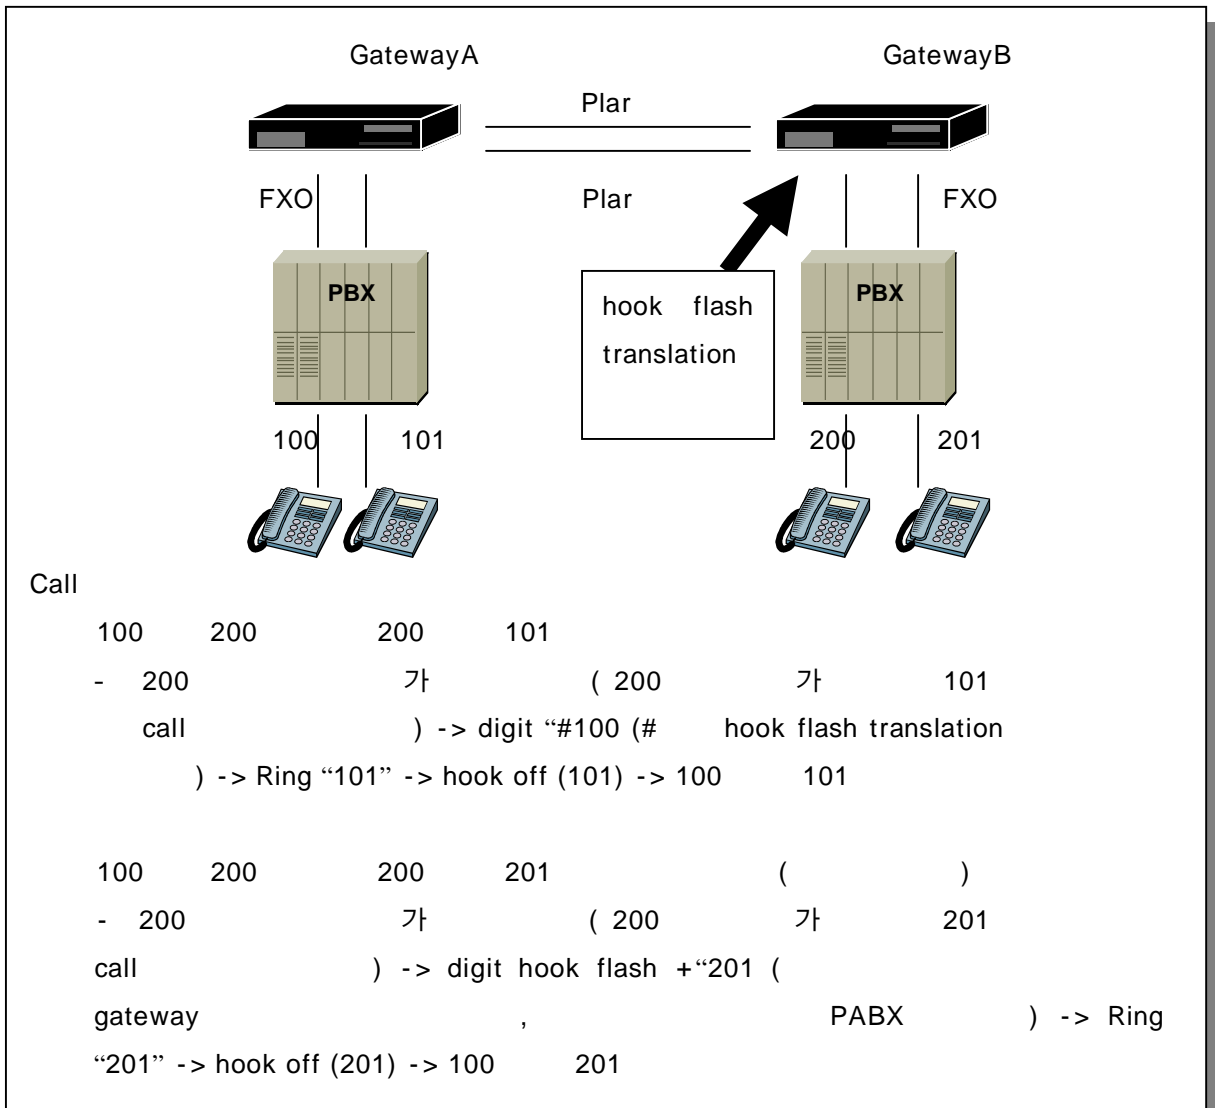 GatewayA GatewayB
Plar
FXO Plar FXO
PBX PBX
hook flash
translation
100 101 200 201
Call
100 200 200 101
- 200 가 ( 200 가 101
call ) -> digit “#100 (# hook flash translation
) -> Ring “101” -> hook off (101) -> 100 101
100 200 200 201 ( )
- 200 가 ( 200 가 201
call ) -> digit hook flash +“201 (
gateway , PABX ) -> Ring
“201” -> hook off (201) -> 100 201